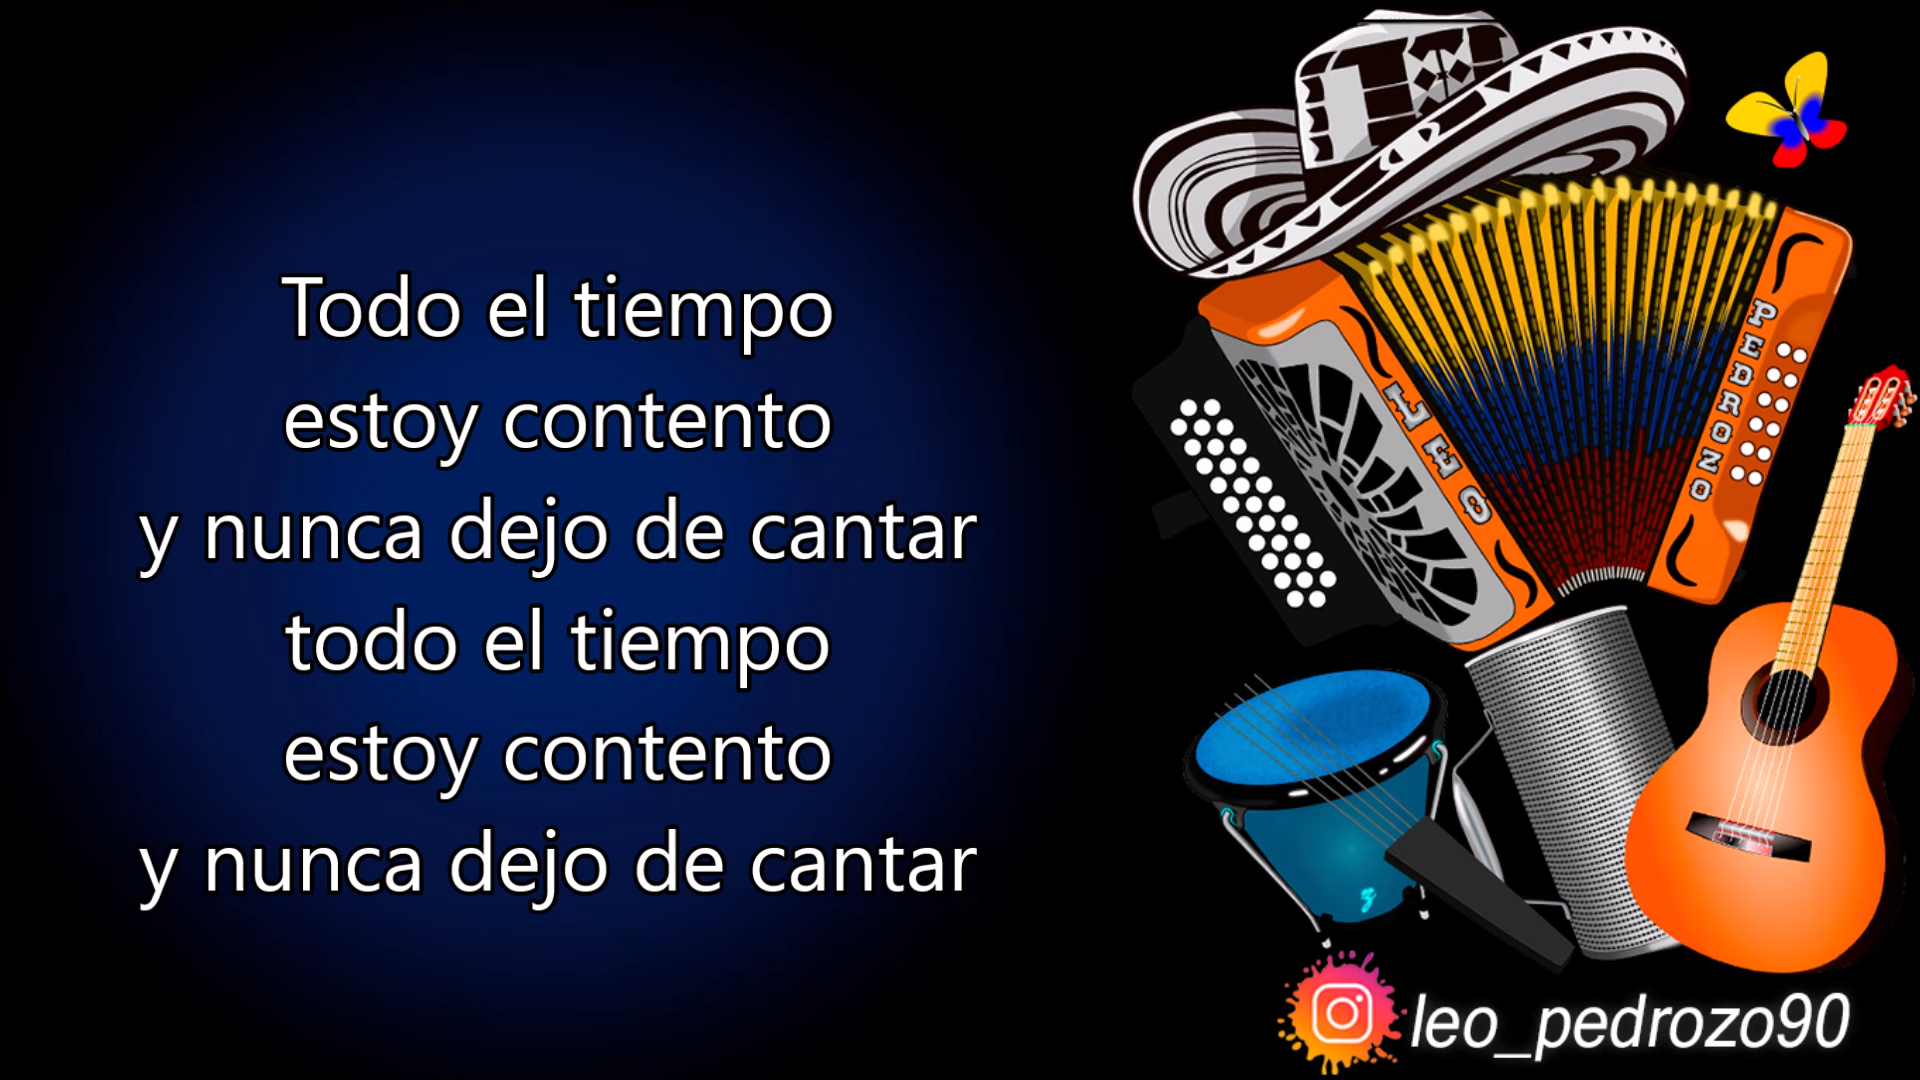 Todo el tiempo
estoy contento
y nunca dejo de cantar
todo el tiempo
estoy contento
y nunca dejo de cantar
LEO
PEDROZO
leo_pedrozo90